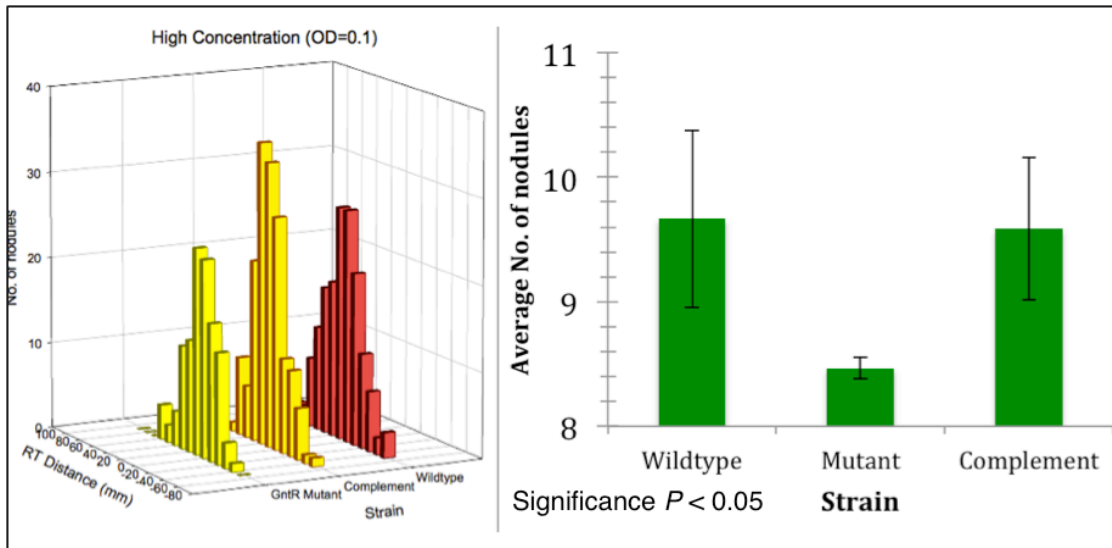 High Concentration (OD=0.1)
40
30
20
10
0
No. of nodules
100
80
60
40
20
0
-20
-40
-60
-80
RT Distance (mm)
GntR Mutant
Complement
Wildtype
Strain
11
10
9
8
Average No. of nodules
Wildtype Mutant Complement
Significance P < 0.05 Strain